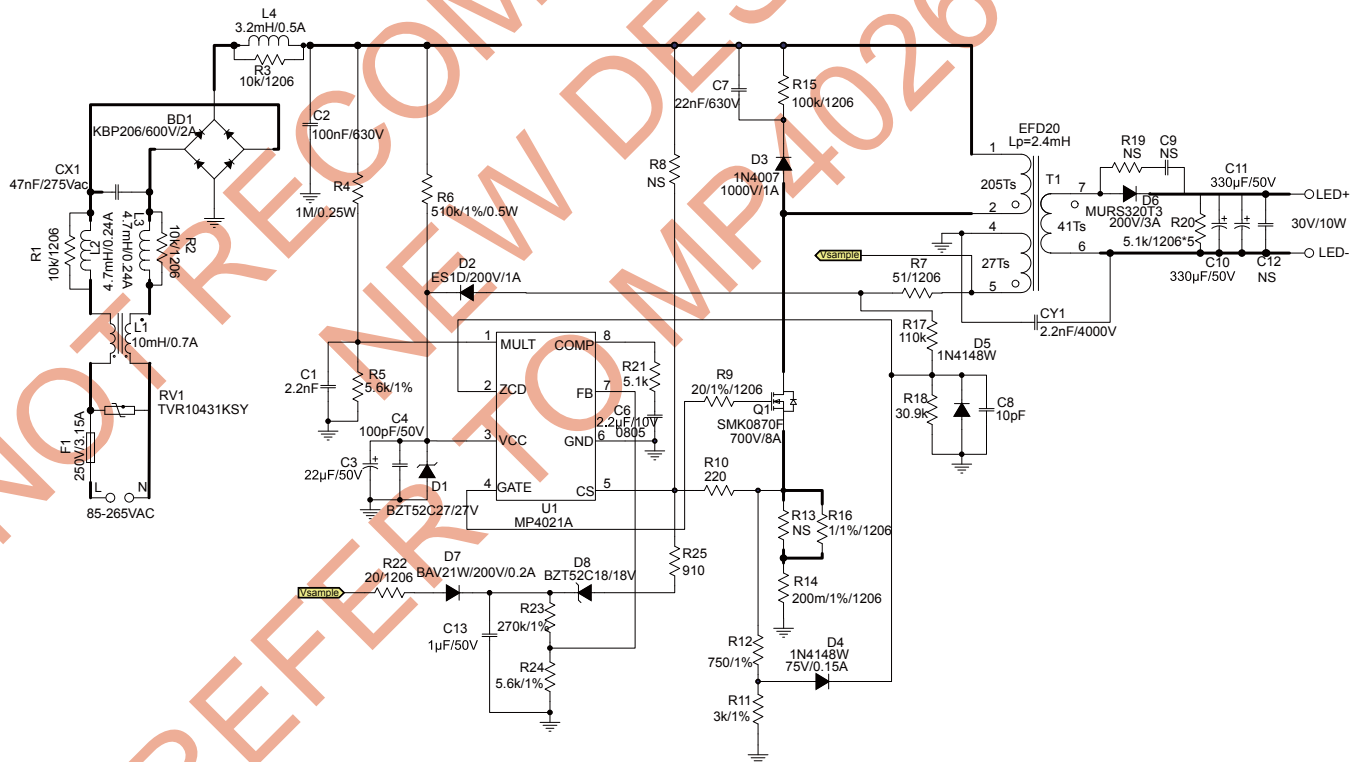 NOT RECOM
NEW DES
REFER TO MP4026
L4
3.2mH/0.5A
R3
10k/1206
BD1
KBP206/600V/2A
CX1
47nF/275Vac
C2
100nF/630V
R4
1M/0.25W
R6
510k/1%/0.5W
R8
NS
C7
22nF/630V
R15
100k/1206
D3
1N4007
1000V/1A
EFD20
Lp=2.4mH
1
205Ts
2
4
27Ts
5
T1
7
41Ts
6
R19
NS
C9
NS
D6
MURS320T3
200V/3A
C11
330µF/50V
R20
5.1k/1206*5
C10
330µF/50V
C12
NS
LED+
30V/10W
LED-
R1
10k/1206
L2
4.7mH/0.24A
L3
4.7mH/0.24A
R2
10k/1206
L1
10mH/0.7A
RV1
TVR10431KSY
F1
250V/3.15A
L
N
85-265VAC
D2
ES1D/200V/1A
Vsample
R7
51/1206
CY1
2.2nF/4000V
R17
110k
D5
1N4148W
R18
30.9k
C8
10pF
C1
2.2nF
R5
5.6k/1%
C4
100pF/50V
C3
22µF/50V
D1
BZT52C27/27V
1
MULT
COMP
8
2
ZCD
FB
7
3
VCC
GND
6
4
GATE
CS
5
U1
MP4021A
R21
5.1k
C6
2.2µF/10V
0805
R9
20/1%/1206
Q1
SMK0870F
700V/8A
R10
220
R13
NS
R16
1/1%/1206
R14
200m/1%/1206
R25
910
Vsample
R22
20/1206
D7
BAV21W/200V/0.2A
D8
BZT52C18/18V
C13
1µF/50V
R23
270k/1%
R24
5.6k/1%
R12
750/1%
D4
1N4148W
75V/0.15A
R11
3k/1%